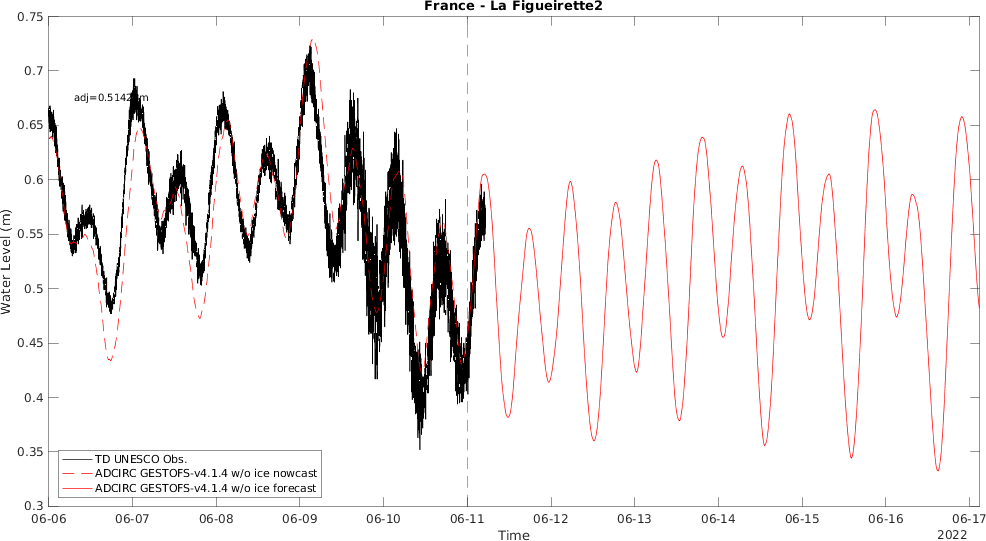 France - La Figueirette2
0.75
0.7
adj=0.5142 m
0.65
0.6
0.55
Water Level (m)
0.5
0.45
0.4
0.35
TD UNESCO Obs.
ADCIRC GESTOFS-v4.1.4 w/o ice nowcast
ADCIRC GESTOFS-v4.1.4 w/o ice forecast
0.3
06-06 06-07 06-08 06-09 06-10 06-11 06-12 06-13 06-14 06-15 06-16 06-17
Time
2022